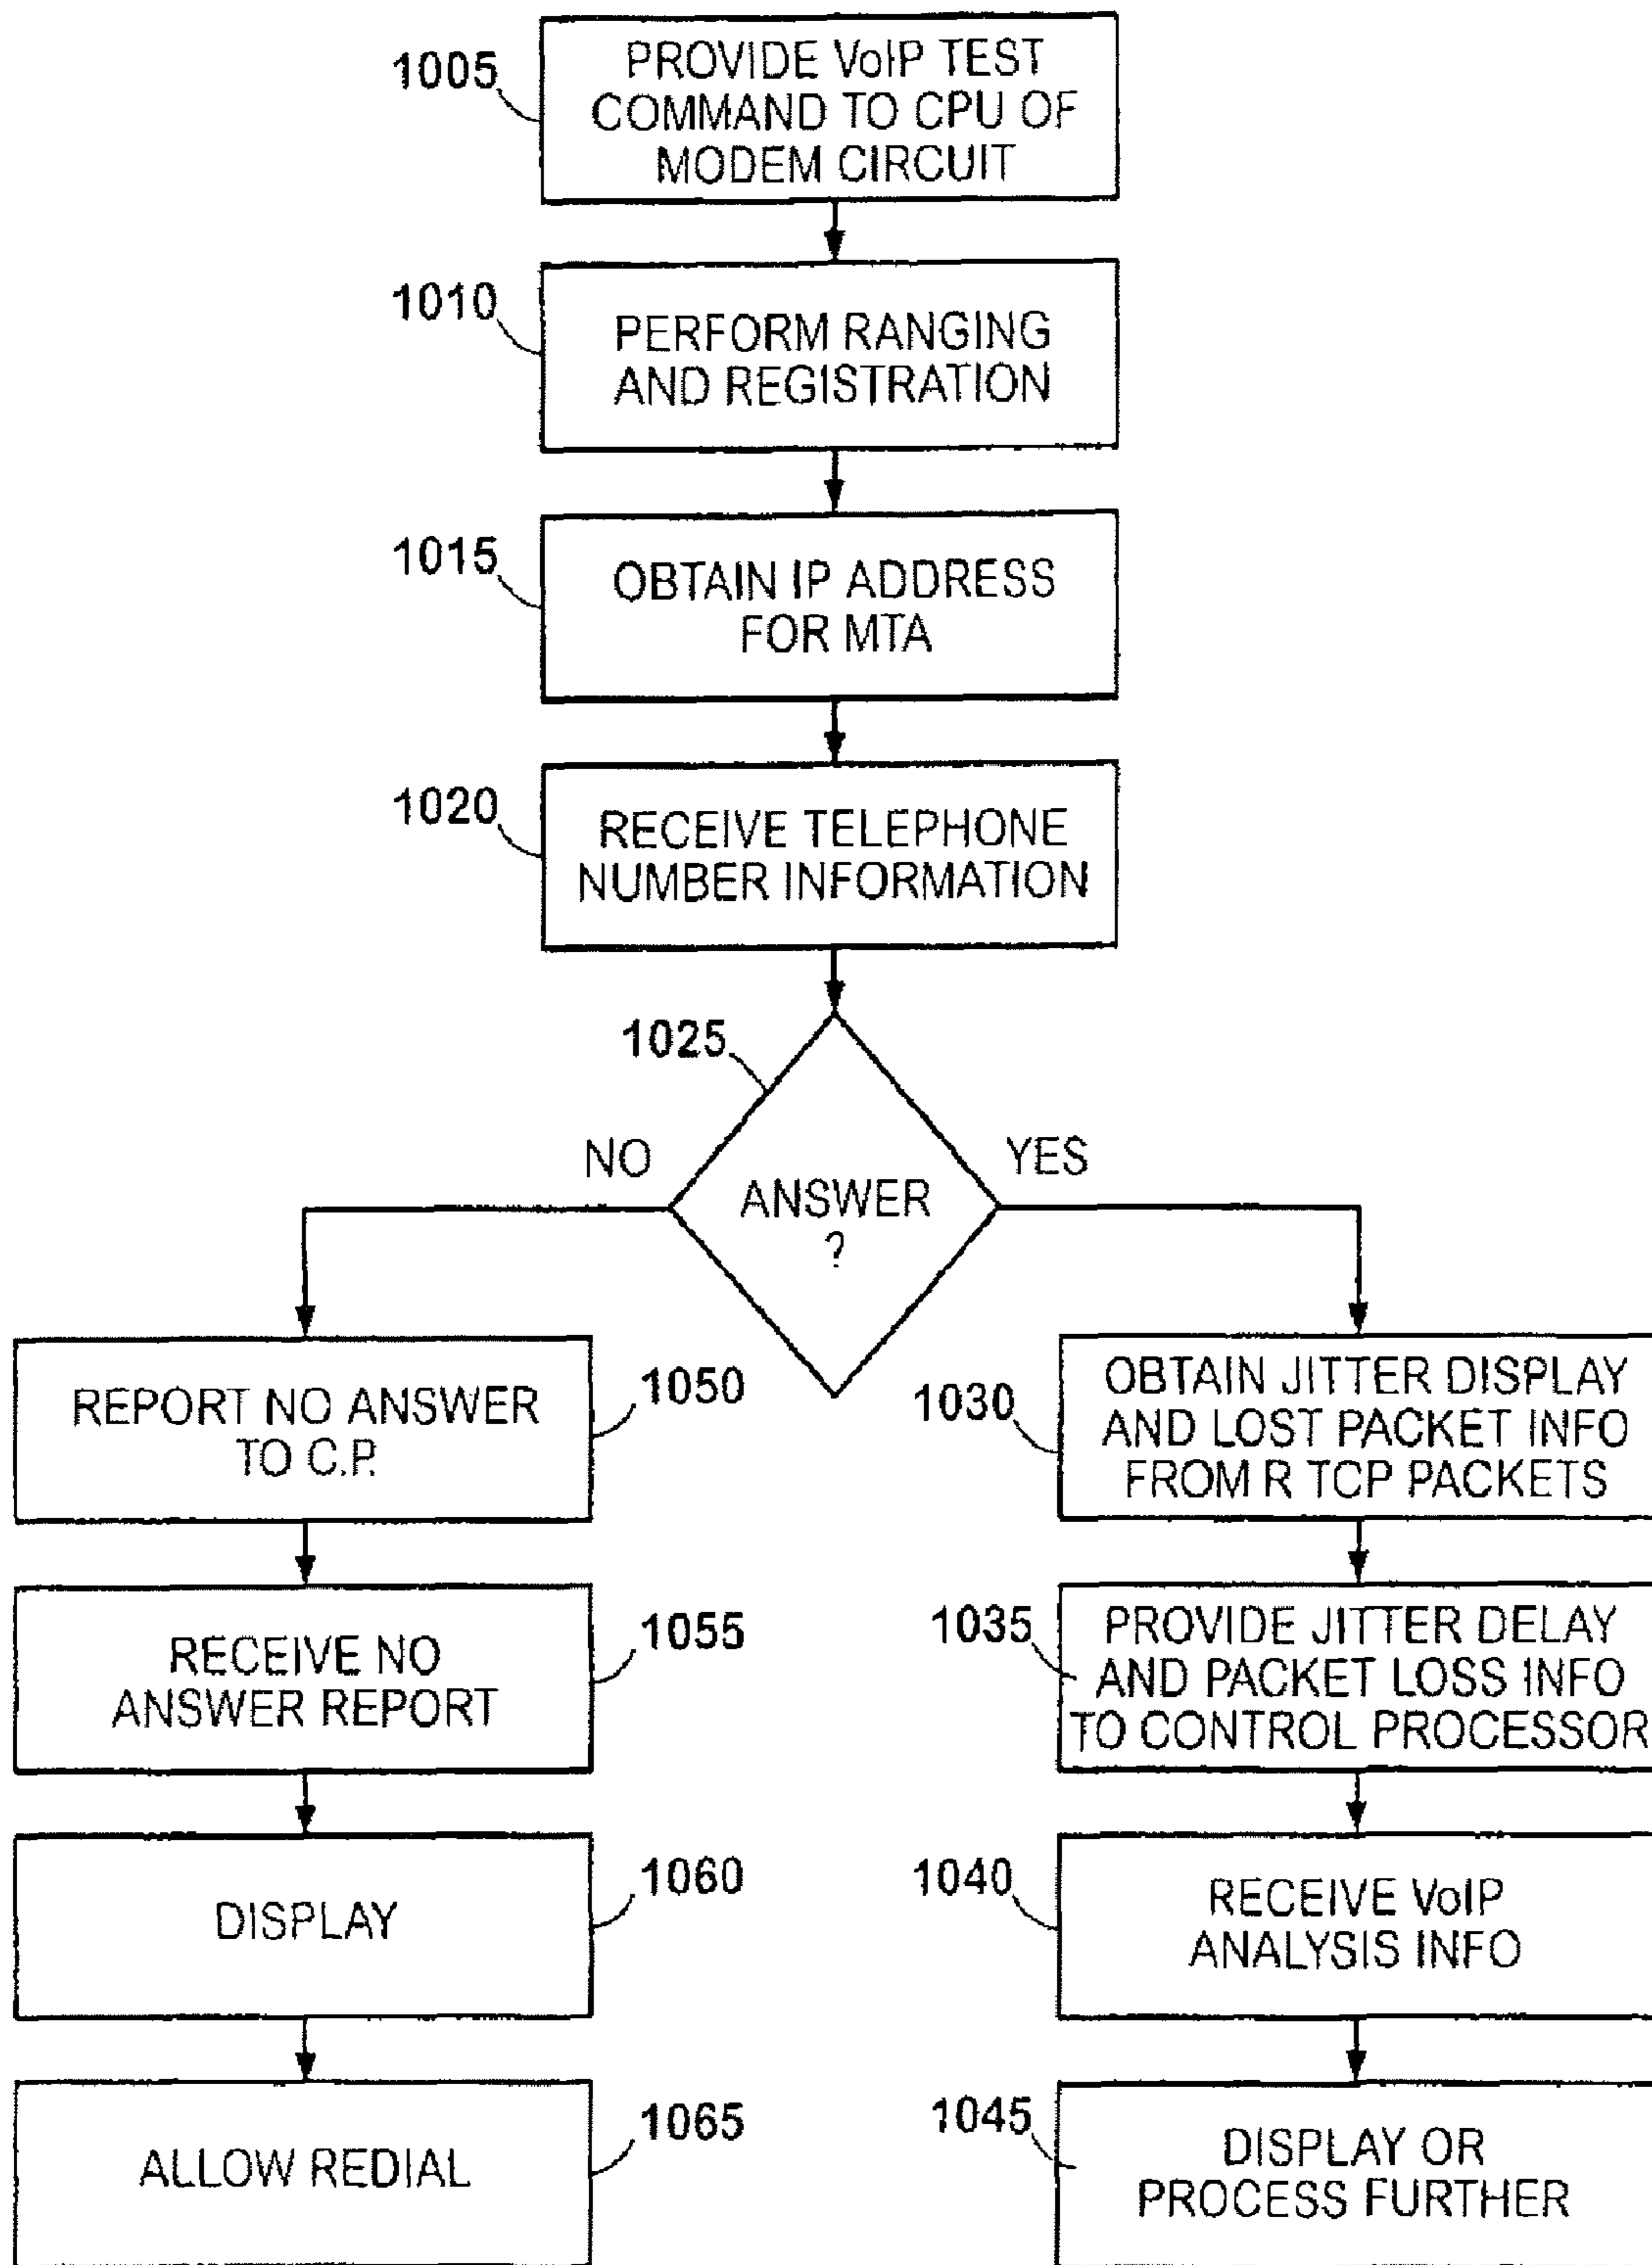 1005
PROVIDE VoIP TEST
COMMAND TO CPU OF
MODEM CIRCUIT
1010
PERFORM RANGING
AND REGISTRATION
1015
OBTAIN IP ADDRESS
FOR MTA
1020
RECEIVE TELEPHONE
NUMBER INFORMATION
1025
NO
YES
ANSWER
?
REPORT NO ANSWER
TO C.P.
1050
RECEIVE NO
ANSWER REPORT
1055
DISPLAY
1060
ALLOW REDIAL
1065
1030
OBTAIN JITTER DISPLAY
AND LOST PACKET INFO
FROM R TCP PACKETS
1035
PROVIDE JITTER DELAY
AND PACKET LOSS INFO
TO CONTROL PROCESSOR
1040
RECEIVE VoIP
ANALYSIS INFO
1045
DISPLAY OR
PROCESS FURTHER